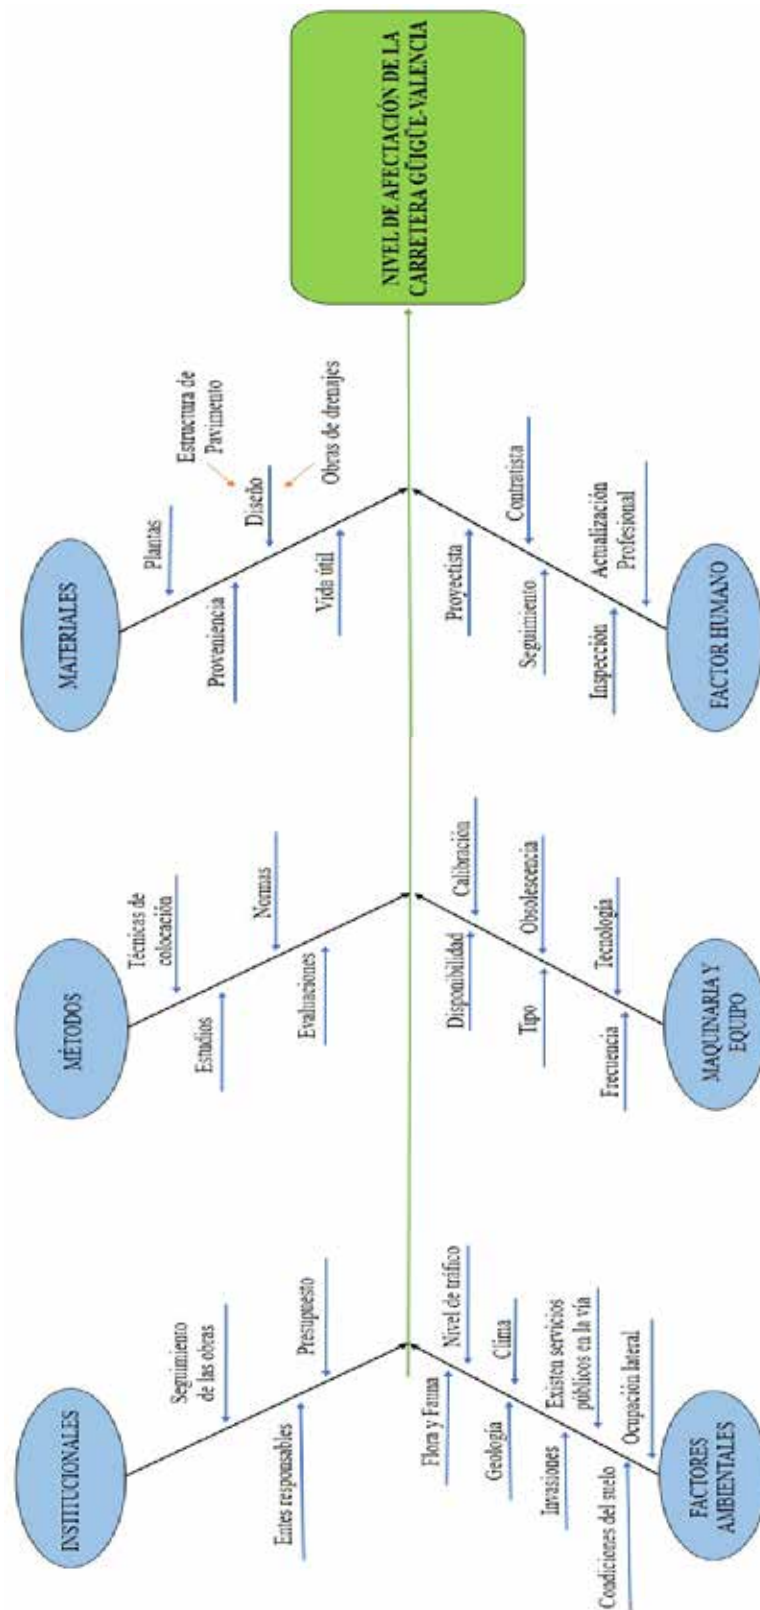 INSTITUCIONALES
Seguimiento
de las obras
Entes responsables
Presupuesto
MÉTODOS
Técnicas de
colocación
Estudios
Normas
Evaluaciones
MATERIALES
Plantas
Proveniencia
Estructura de
Pavimento
Diseño
Obras de drenajes
Vida útil
NIVEL DE AFECTACIÓN DE LA
CARRETERA GÜIGÜE-VALENCIA
Flora y Fauna
Nivel de tráfico
Geología
Clima
Invasiones
Existen servicios
públicos en la vía
Condiciones del suelo
Ocupación lateral
FACTORES
AMBIENTALES
Disponibilidad
Calibración
Tipo
Obsolescencia
Frecuencia
Tecnología
MAQUINARIA Y
EQUIPO
Proyectista
Contratista
Seguimiento
Inspección
Actualización
Profesional
FACTOR HUMANO